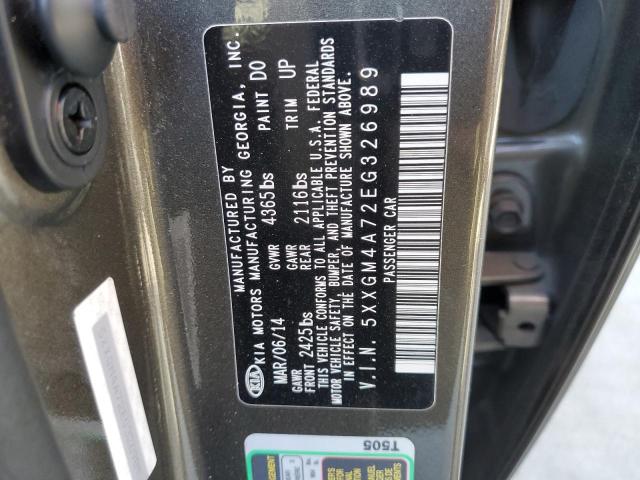 MANUFACTURED BY
KIA KIA MOTORS MANUFACTURING GEORGIA, INC.
MAR/06/14 GVWR 4365lbs PAINT DO
GAWR FRONT 2425lbs GAWR REAR 2116lbs TRIM UP
THIS VEHICLE CONFORMS TO ALL APPLICABLE U.S.A. FEDERAL
MOTOR VEHICLE SAFETY, BUMPER, AND THEFT PREVENTION STANDARDS
IN EFFECT ON THE DATE OF MANUFACTURE SHOWN ABOVE.
V.I.N. 5XXGM4A72EG326989
PASSENGER CAR
T505